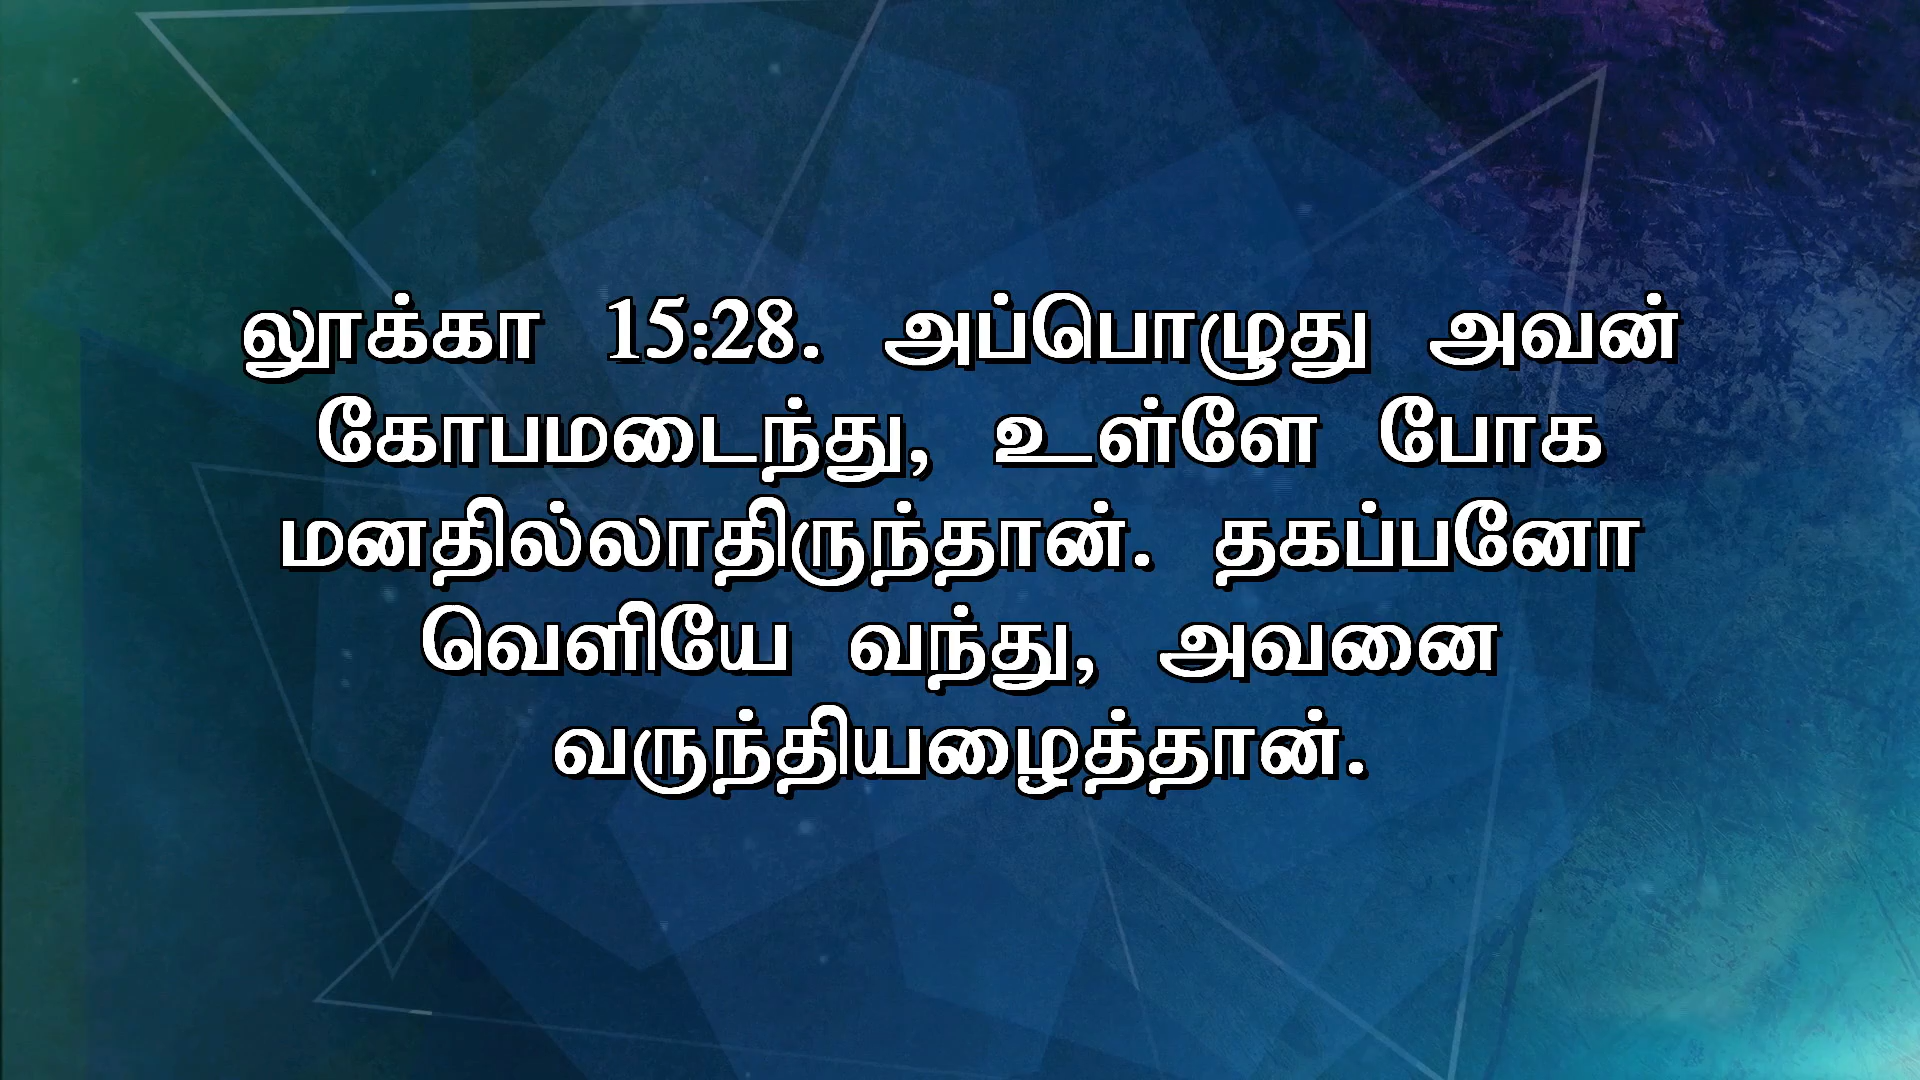 லூக்கா 15:28. அப்பொழுது அவன்
கோபமடைந்து, உள்ளே போக
மனதில்லாதிருந்தான். தகப்பனோ
வெளியே வந்து, அவனை
வருந்தியழைத்தான்.